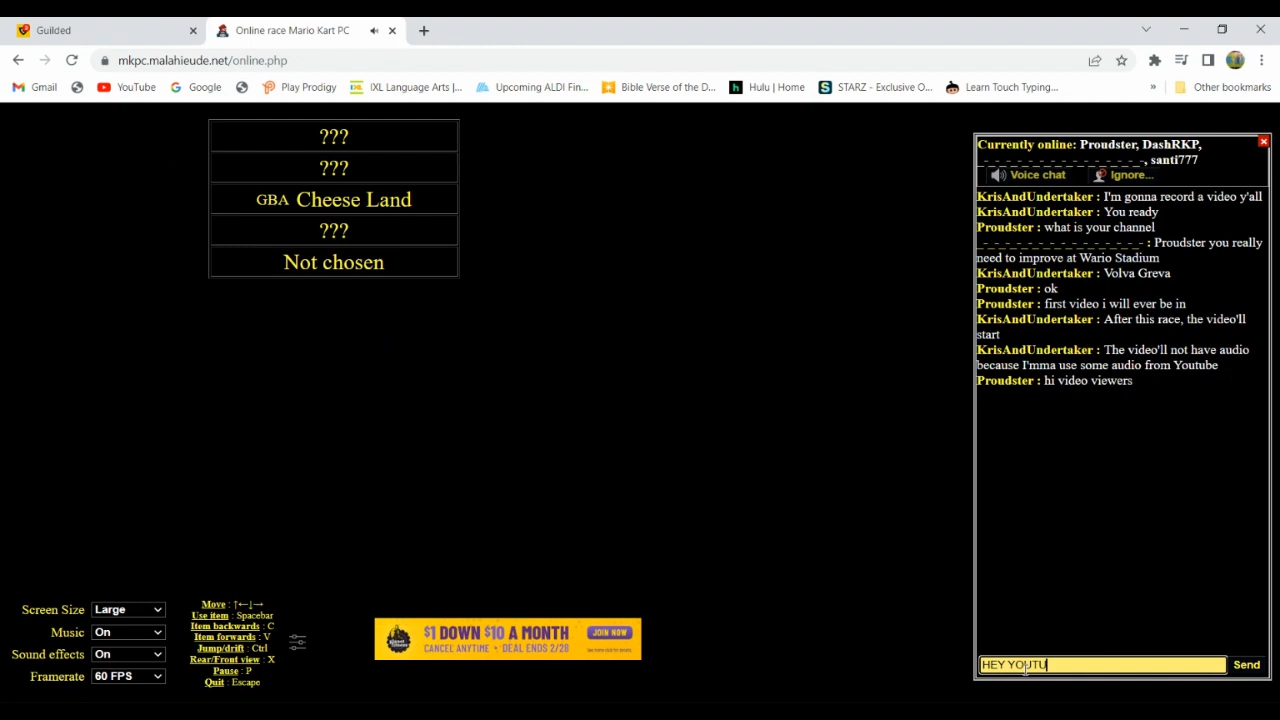 Guilded
Online race Mario Kart PC
mkpc.malahieude.net/online.php
Gmail YouTube Google Play Prodigy IXL Language Arts |... Upcoming ALDI Fin... Bible Verse of the D... Hulu | Home STARZ - Exclusive O... Learn Touch Typing... » Other bookmarks
???
???
GBA Cheese Land
???
Not chosen
Currently online: Proudster, DashRKP,
_-_-_-_-_-_-_-_-_-_-_-_-_-_-_-_, santi777
Voice chat Ignore...
KrisAndUndertaker : I'm gonna record a video y'all
KrisAndUndertaker : You ready
Proudster : what is your channel
_-_-_-_-_-_-_-_-_-_-_-_-_-_-_-_ : Proudster you really
need to improve at Wario Stadium
KrisAndUndertaker : Volva Greva
Proudster : ok
Proudster : first video i will ever be in
KrisAndUndertaker : After this race, the video'll
start
KrisAndUndertaker : The video'll not have audio
because I'mma use some audio from Youtube
Proudster : hi video viewers
HEY YOUTU
Send
Screen Size Large
Music On
Sound effects On
Framerate 60 FPS
Move : ↑←↓→
Use item : Spacebar
Item backwards : C
Item forwards : V
Jump/drift : Ctrl
Rear/Front view : X
Pause : P
Quit : Escape
$1 DOWN $10 A MONTH
CANCEL ANYTIME • DEAL ENDS 2/28
JOIN NOW